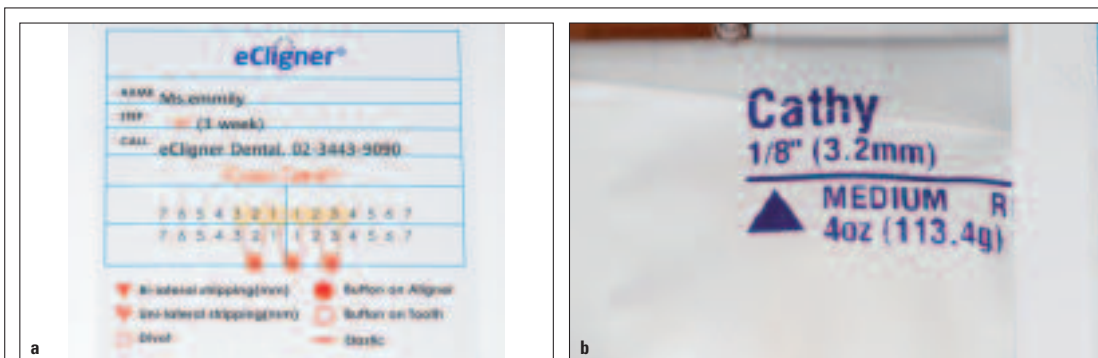 eCligner®
NAME Ms.emmily
STEP (3 week)
CALL eCligner Dental, 02-3443-9090
7 6 5 4 3 2 1 1 2 3 4 5 6 7
7 6 5 4 3 2 1 1 2 3 4 5 6 7
Bi-lateral stripping(mm) Button on Aligner
Uni-lateral stripping(mm) Button on Tooth
Divot Elastic
a
Cathy
1/8" (3.2mm)
MEDIUM R
4oz (113.4g)
b